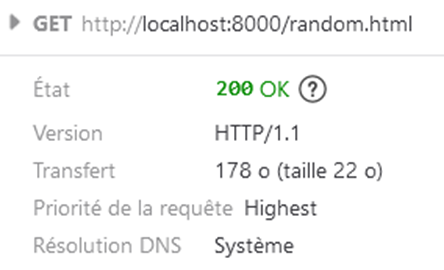 GET http://localhost:8000/random.html
État 200 OK ?
Version HTTP/1.1
Transfert 178 o (taille 22 o)
Priorité de la requête Highest
Résolution DNS Système